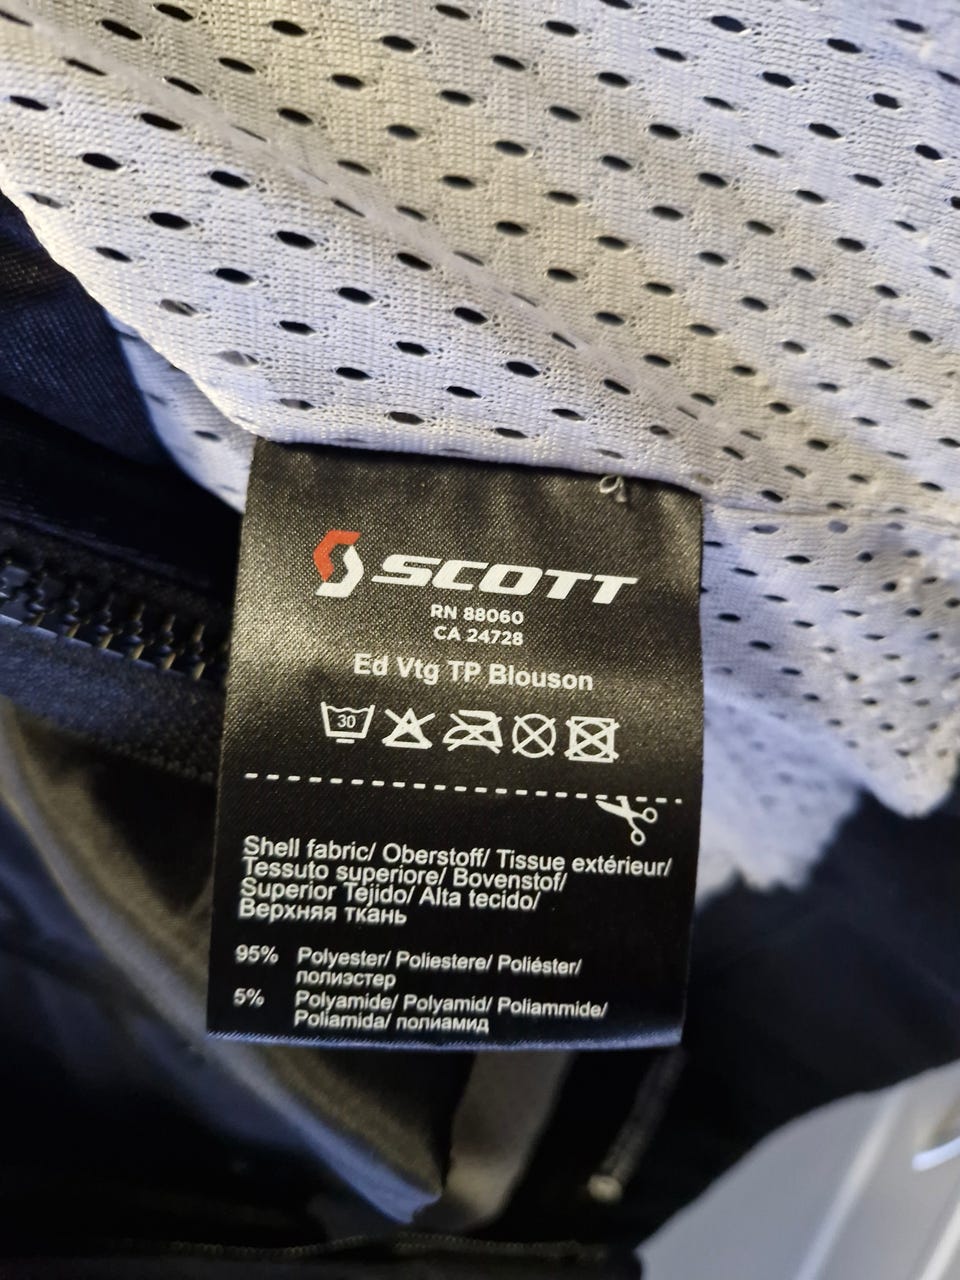 SCOTT
RN 88060
CA 24728
Ed Vtg TP Blouson
30
Shell fabric/ Oberstoff/ Tissue extérieur/
Tessuto superiore/ Bovenstof/
Superior Tejido/ Alta tecido/
Верхняя ткань
95% Polyester/ Poliestere/ Poliéster/
полиэстер
5% Polyamide/ Polyamid/ Poliammide/
Poliamida/ полиамид